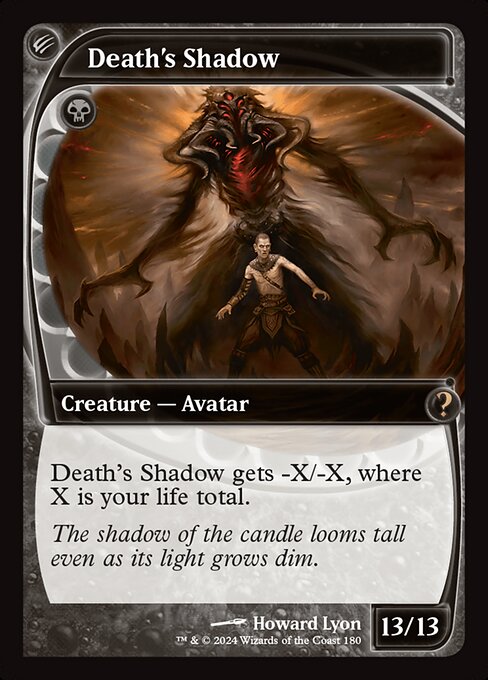 Death's Shadow
Creature — Avatar
?
Death's Shadow gets -X/-X, where
X is your life total.
The shadow of the candle looms tall
even as its light grows dim.
Howard Lyon
13/13
™ & © 2024 Wizards of the Coast 180